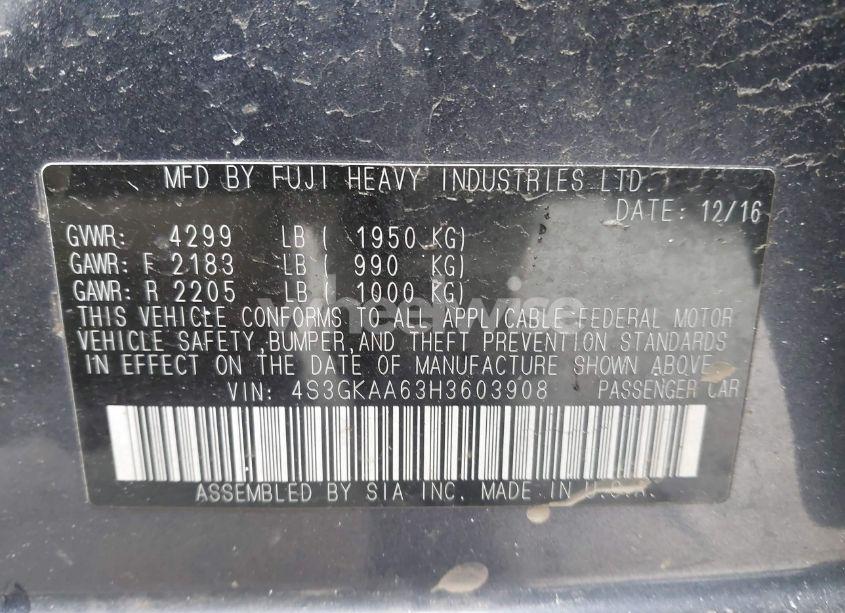 MFD BY FUJI HEAVY INDUSTRIES LTD.
DATE: 12/16
GVWR: 4299 LB ( 1950 KG)
GAWR: F 2183 LB ( 990 KG)
GAWR: R 2205 LB ( 1000 KG)
wheelwise
THIS VEHICLE CONFORMS TO ALL APPLICABLE FEDERAL MOTOR
VEHICLE SAFETY, BUMPER, AND THEFT PREVENTION STANDARDS
IN EFFECT ON THE DATE OF MANUFACTURE SHOWN ABOVE.
VIN: 4S3GKAA63H3603908 PASSENGER CAR
ASSEMBLED BY SIA INC. MADE IN U.S.A.